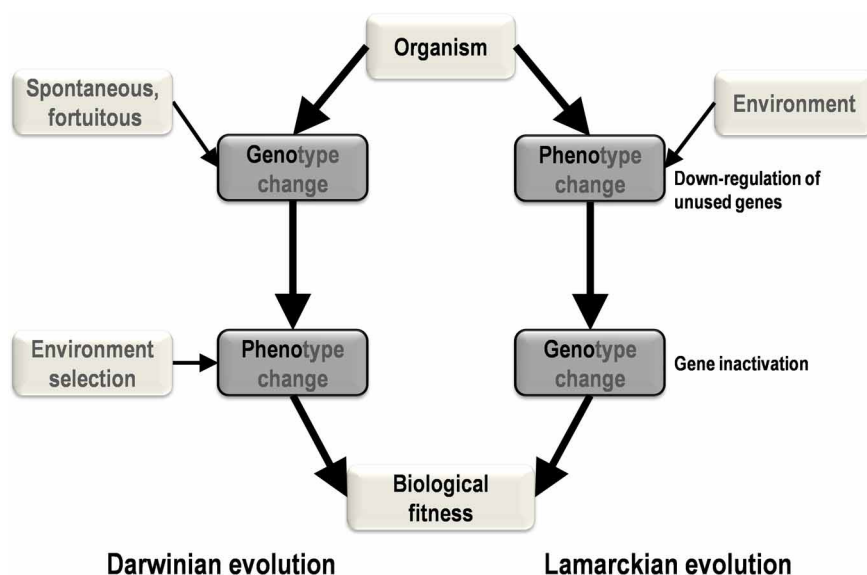 Organism
Spontaneous,
fortuitous
Environment
Genotype
change
Phenotype
change
Down-regulation of
unused genes
Environment
selection
Phenotype
change
Genotype
change
Gene inactivation
Biological
fitness
Darwinian evolution
Lamarckian evolution